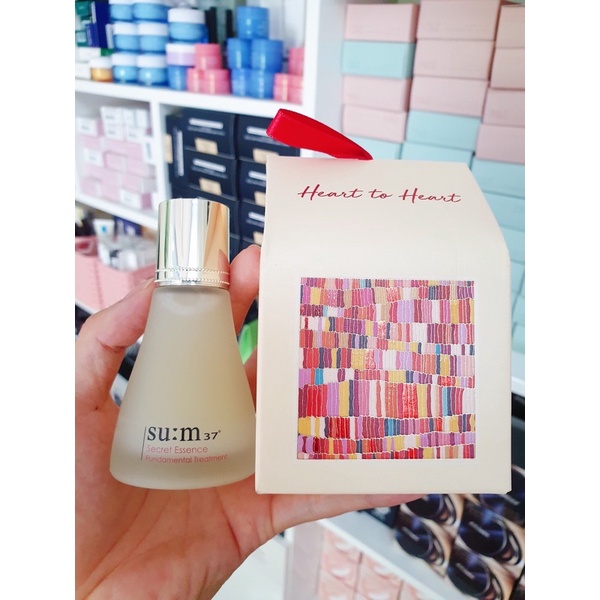 Heart to Heart
su:m37°
Secret Essence
Fundamental Treatment